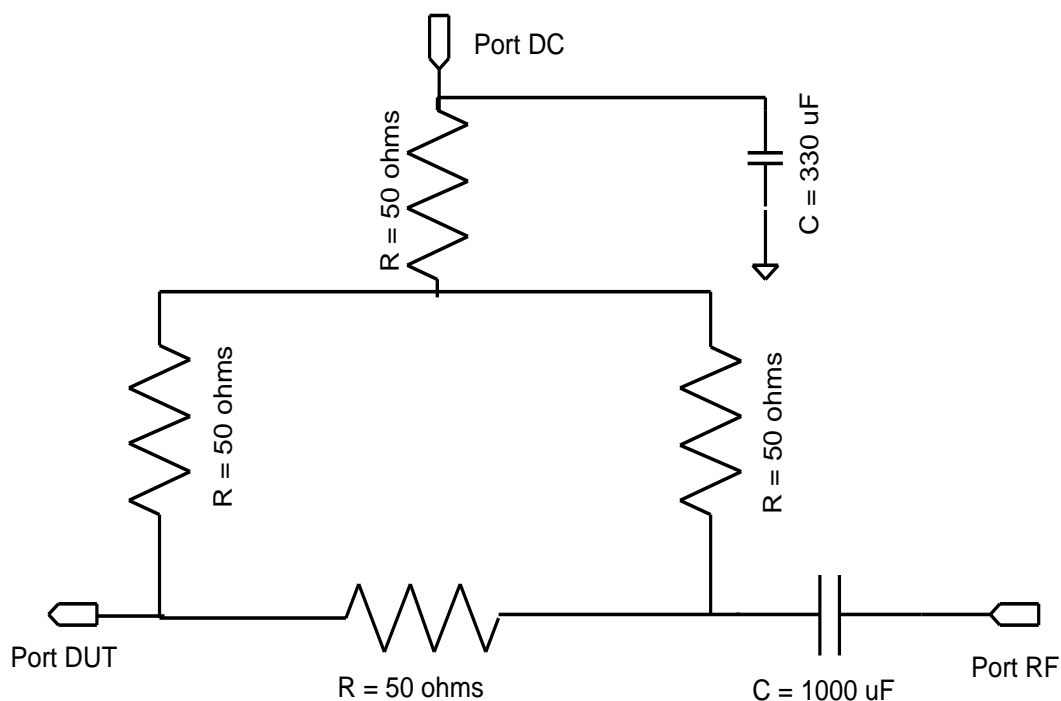 Port DC
R = 50 ohms
C = 330 uF
R = 50 ohms
R = 50 ohms
Port DUT
R = 50 ohms
C = 1000 uF
Port RF